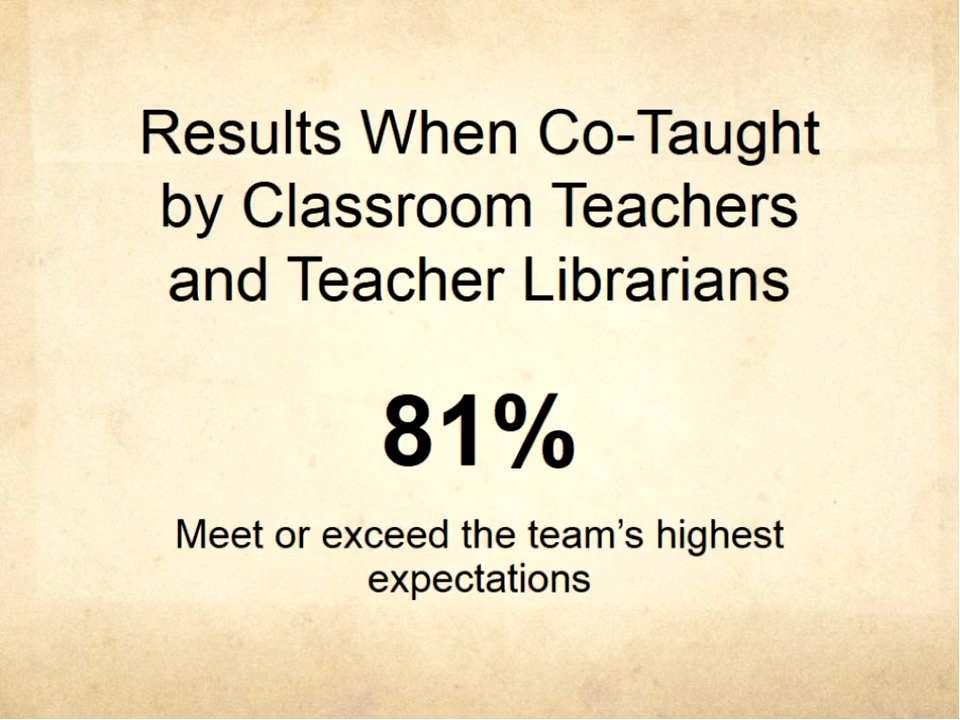 Results When Co-Taught
by Classroom Teachers
and Teacher Librarians
81%
Meet or exceed the team’s highest
expectations